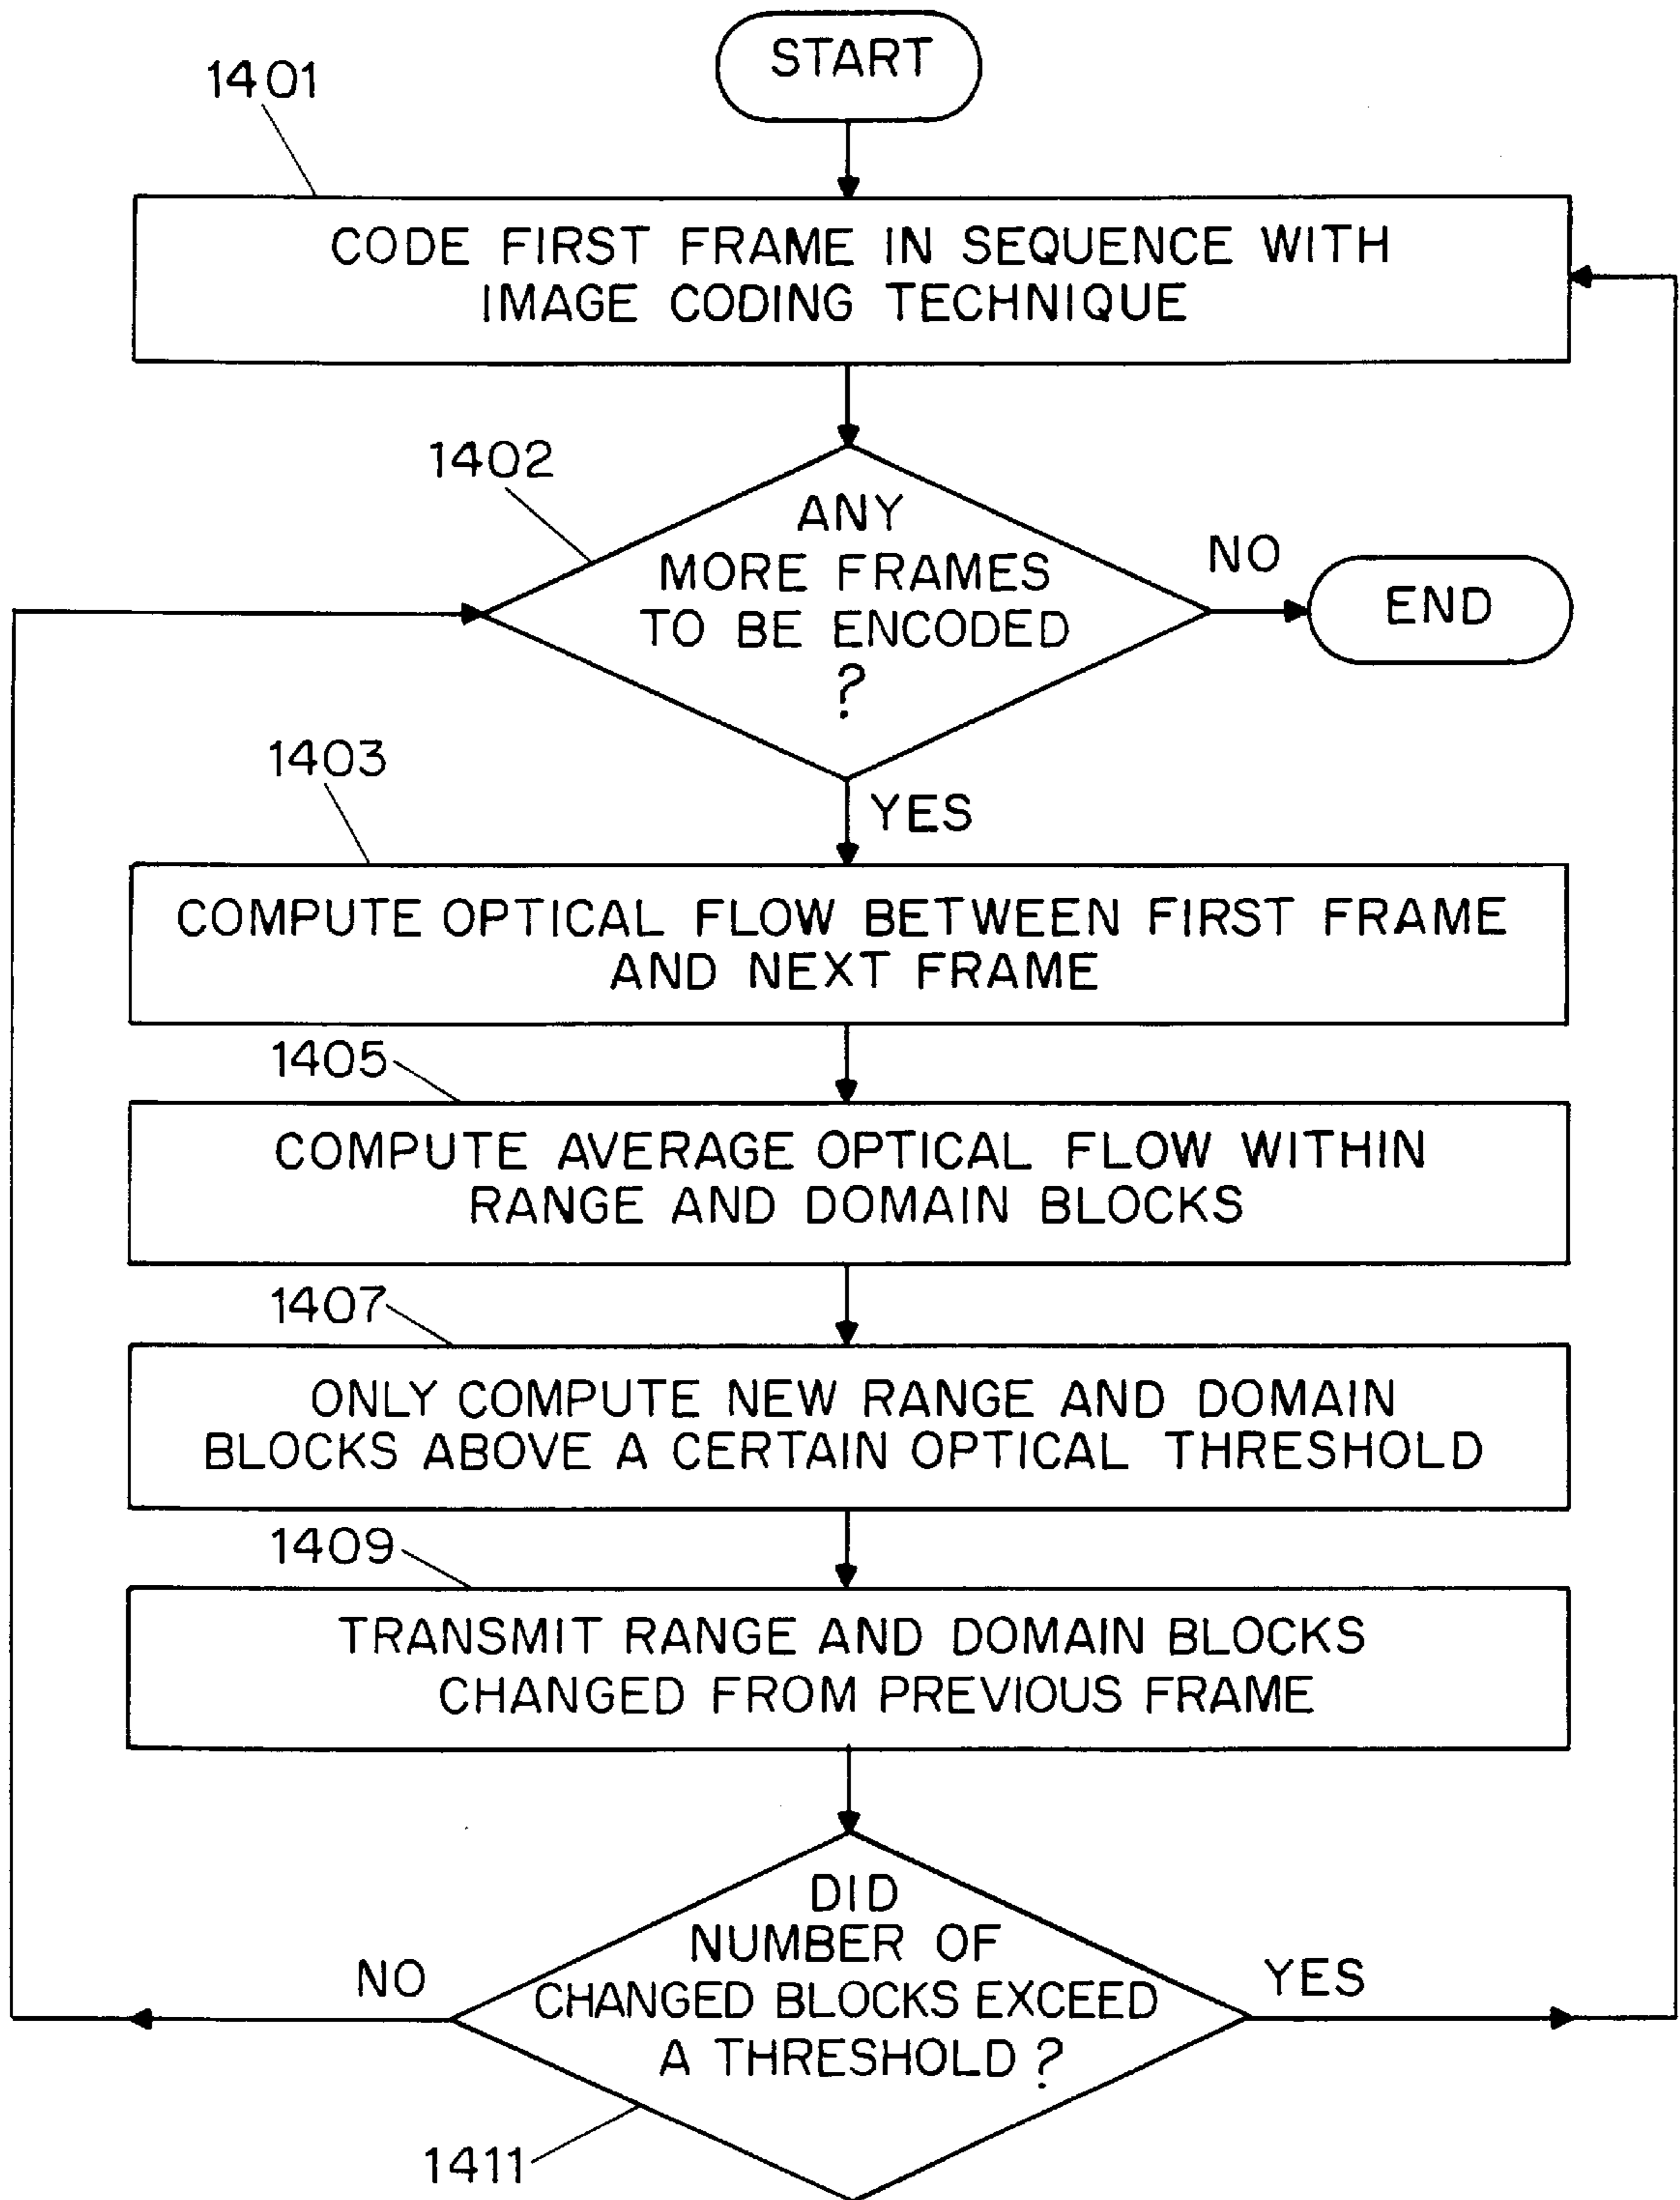 START
1401
CODE FIRST FRAME IN SEQUENCE WITH
IMAGE CODING TECHNIQUE
1402
ANY
MORE FRAMES
TO BE ENCODED
?
NO
END
1403
YES
COMPUTE OPTICAL FLOW BETWEEN FIRST FRAME
AND NEXT FRAME
1405
COMPUTE AVERAGE OPTICAL FLOW WITHIN
RANGE AND DOMAIN BLOCKS
1407
ONLY COMPUTE NEW RANGE AND DOMAIN
BLOCKS ABOVE A CERTAIN OPTICAL THRESHOLD
1409
TRANSMIT RANGE AND DOMAIN BLOCKS
CHANGED FROM PREVIOUS FRAME
DID
NUMBER OF
CHANGED BLOCKS EXCEED
A THRESHOLD ?
NO
YES
1411